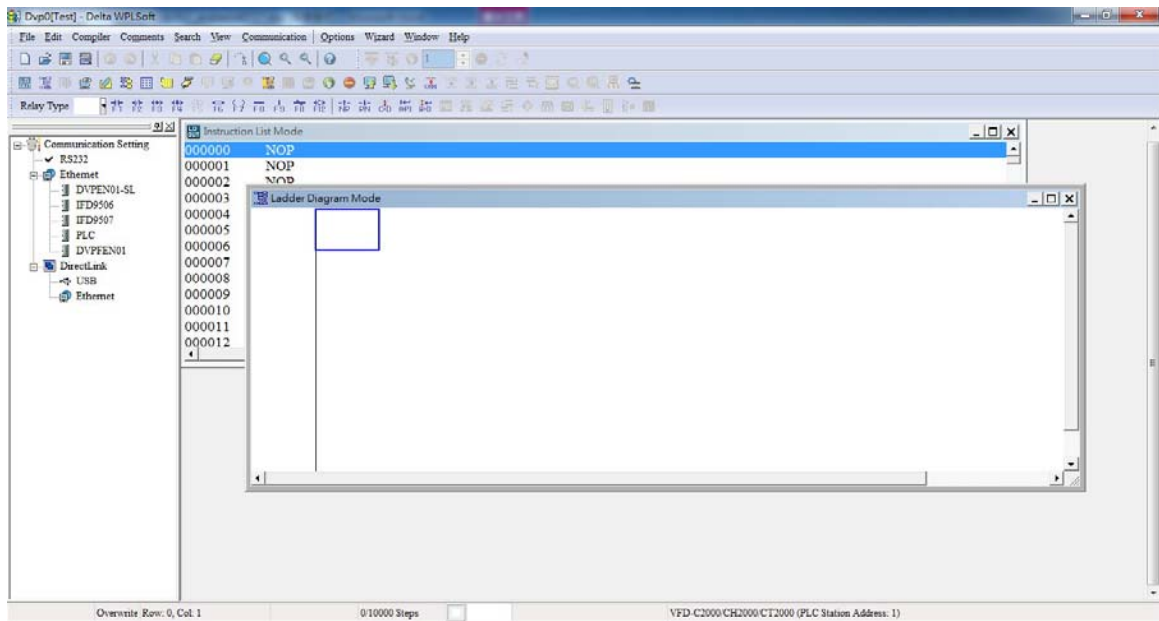 Dvp0[Test] - Delta WPLSoft
File Edit Compiler Comments Search View Communication Options Wizard Window Help
1
Relay Type
Communication Setting
RS232
Ethernet
DVPEN01-SL
IFD9506
IFD9507
PLC
DVPFEN01
DirectLink
USB
Ethernet
Instruction List Mode
000000 NOP
000001 NOP
000002 NOP
000003
000004
000005
000006
000007
000008
000009
000010
000011
000012
Ladder Diagram Mode
Overwrite Row: 0, Col: 1
0/10000 Steps
VFD-C2000/CH2000/CT2000 (PLC Station Address: 1)